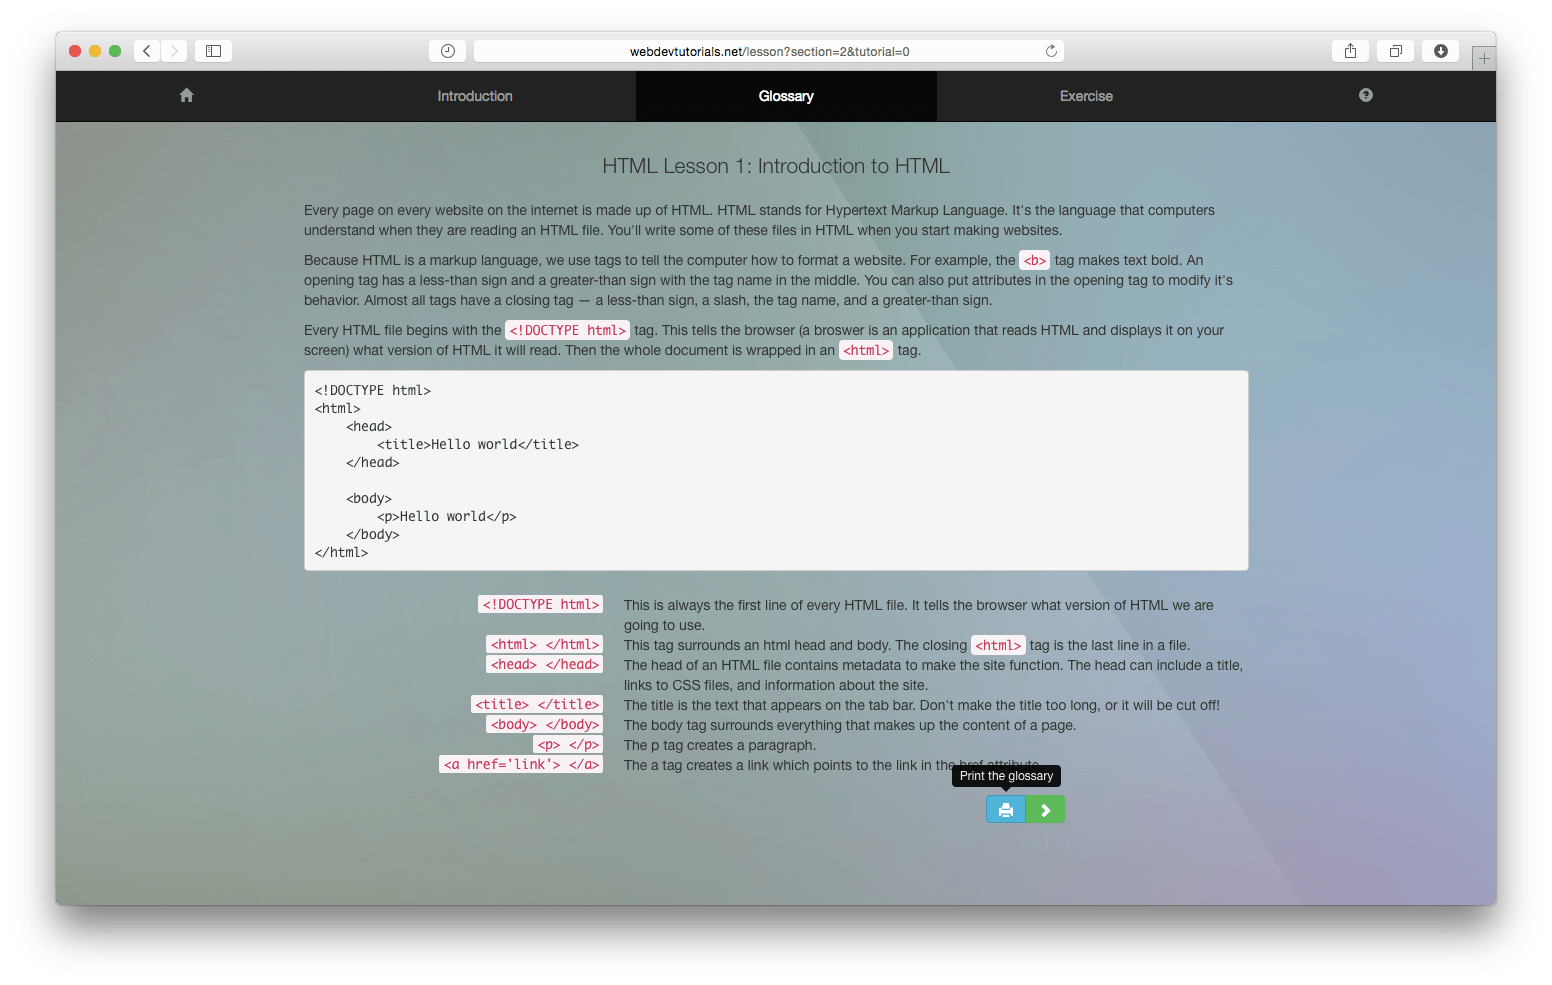 webdevtutorials.net/lesson?section=2&tutorial=0
Introduction
Glossary
Exercise
HTML Lesson 1: Introduction to HTML
Every page on every website on the internet is made up of HTML. HTML stands for Hypertext Markup Language. It's the language that computers
understand when they are reading an HTML file. You'll write some of these files in HTML when you start making websites.
Because HTML is a markup language, we use tags to tell the computer how to format a website. For example, the <b> tag makes text bold. An
opening tag has a less-than sign and a greater-than sign with the tag name in the middle. You can also put attributes in the opening tag to modify it's
behavior. Almost all tags have a closing tag — a less-than sign, a slash, the tag name, and a greater-than sign.
Every HTML file begins with the <!DOCTYPE html> tag. This tells the browser (a broswer is an application that reads HTML and displays it on your
screen) what version of HTML it will read. Then the whole document is wrapped in an <html> tag.
<!DOCTYPE html>
<html>
<head>
<title>Hello world</title>
</head>
<body>
<p>Hello world</p>
</body>
</html>
<!DOCTYPE html> This is always the first line of every HTML file. It tells the browser what version of HTML we are
going to use.
<html> </html> This tag surrounds an html head and body. The closing <html> tag is the last line in a file.
<head> </head> The head of an HTML file contains metadata to make the site function. The head can include a title,
links to CSS files, and information about the site.
<title> </title> The title is the text that appears on the tab bar. Don't make the title too long, or it will be cut off!
<body> </body> The body tag surrounds everything that makes up the content of a page.
<p> </p> The p tag creates a paragraph.
<a href='link'> </a> The a tag creates a link which points to the link in the href attribute.
Print the glossary